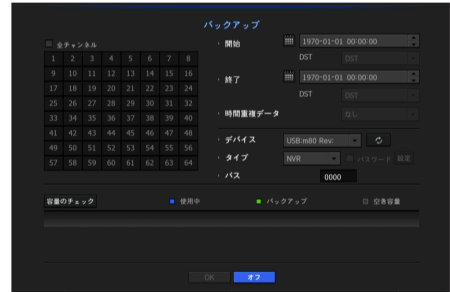 バックアップ
全チャンネル
1 2 3 4 5 6 7 8
9 10 11 12 13 14 15 16
17 18 19 20 21 22 23 24
25 26 27 28 29 30 31 32
33 34 35 36 37 38 39 40
41 42 43 44 45 46 47 48
49 50 51 52 53 54 55 56
57 58 59 60 61 62 63 64
開始 1970-01-01 00:00:00
DST DST
終了 1970-01-01 00:00:00
DST DST
時間重複データ なし
デバイス USB:m80 Rev:
タイプ NVR パスワード 設定
パス 0000
容量のチェック 使用中 バックアップ 空き容量
OK オフ